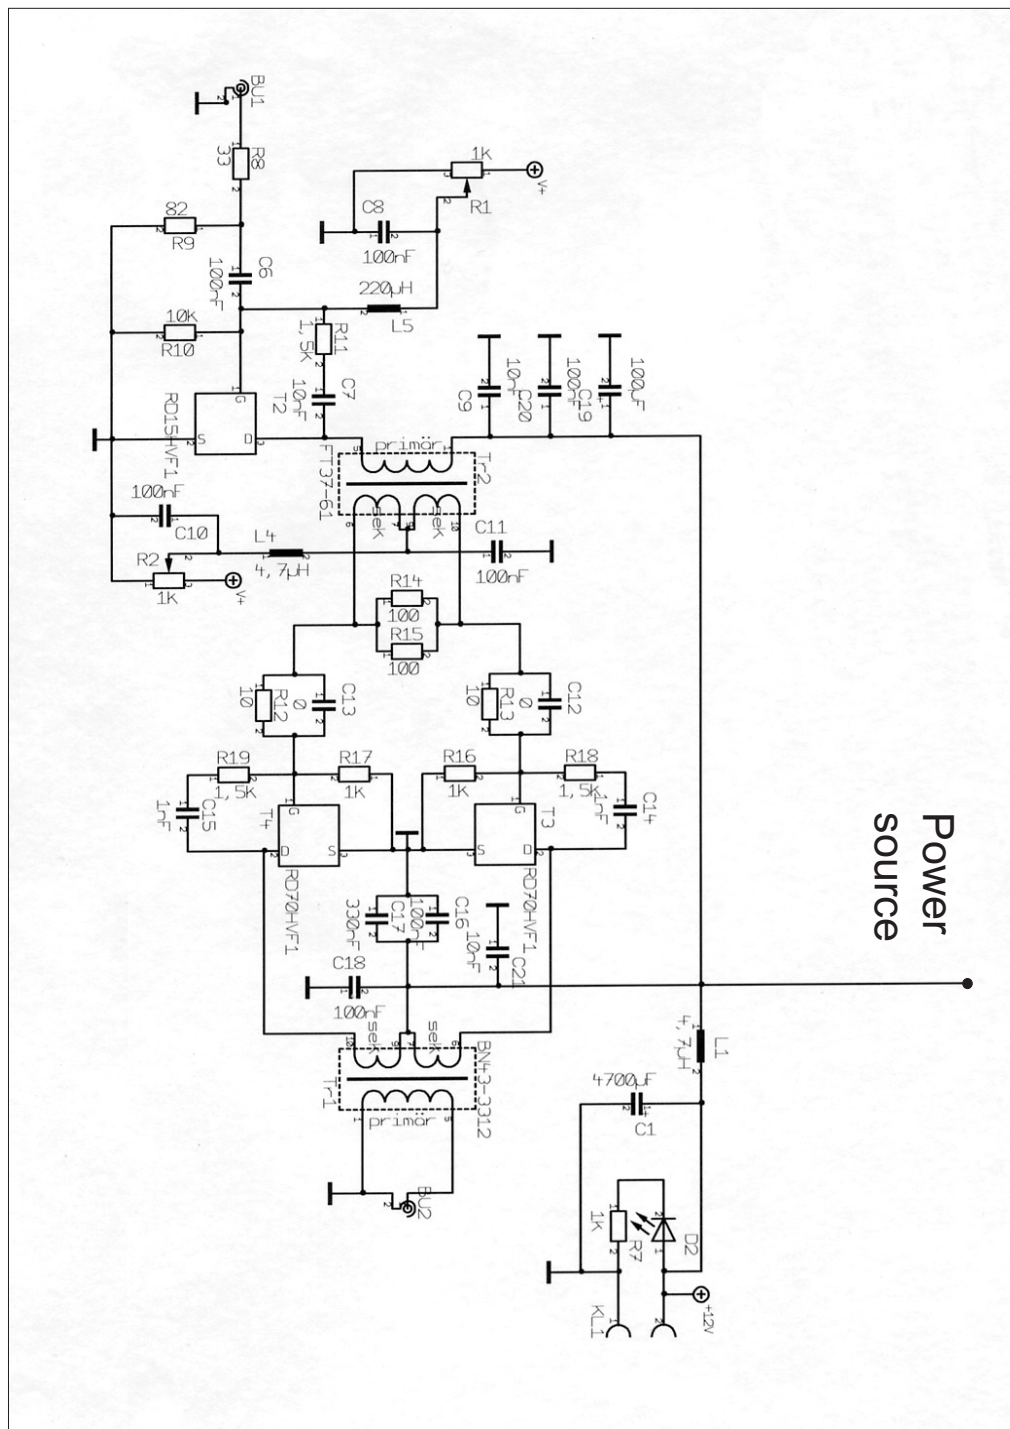 BU1
R8
33
1K
V+
R1
82
R9
C8
100nF
C6
100nF
220µH
L5
10K
R10
R11
1,5K
C7
10nF
T2
RD15HVF1
G
S
D
10nF
C9
100nF
C20
100µF
C19
primär
Tr2
FT37-61
sek
sek
100nF
C10
R2
1K
V+
L4
4,7µH
C11
100nF
R14
100
R15
100
R12
10
C13
0
R13
10
C12
0
R19
1,5K
R17
1K
R16
1K
R18
1,5K
C15
1nF
C14
1nF
T4
G
D
S
RD70HVF1
T3
G
S
D
RD70HVF1
Power
source
C17
330nF
C16
100nF
C21
10nF
C18
100nF
sek
sek
BN43-3312
Tr1
primär
BU2
L1
4,7µH
4700µF
C1
1K
R7
D2
+12V
KL1